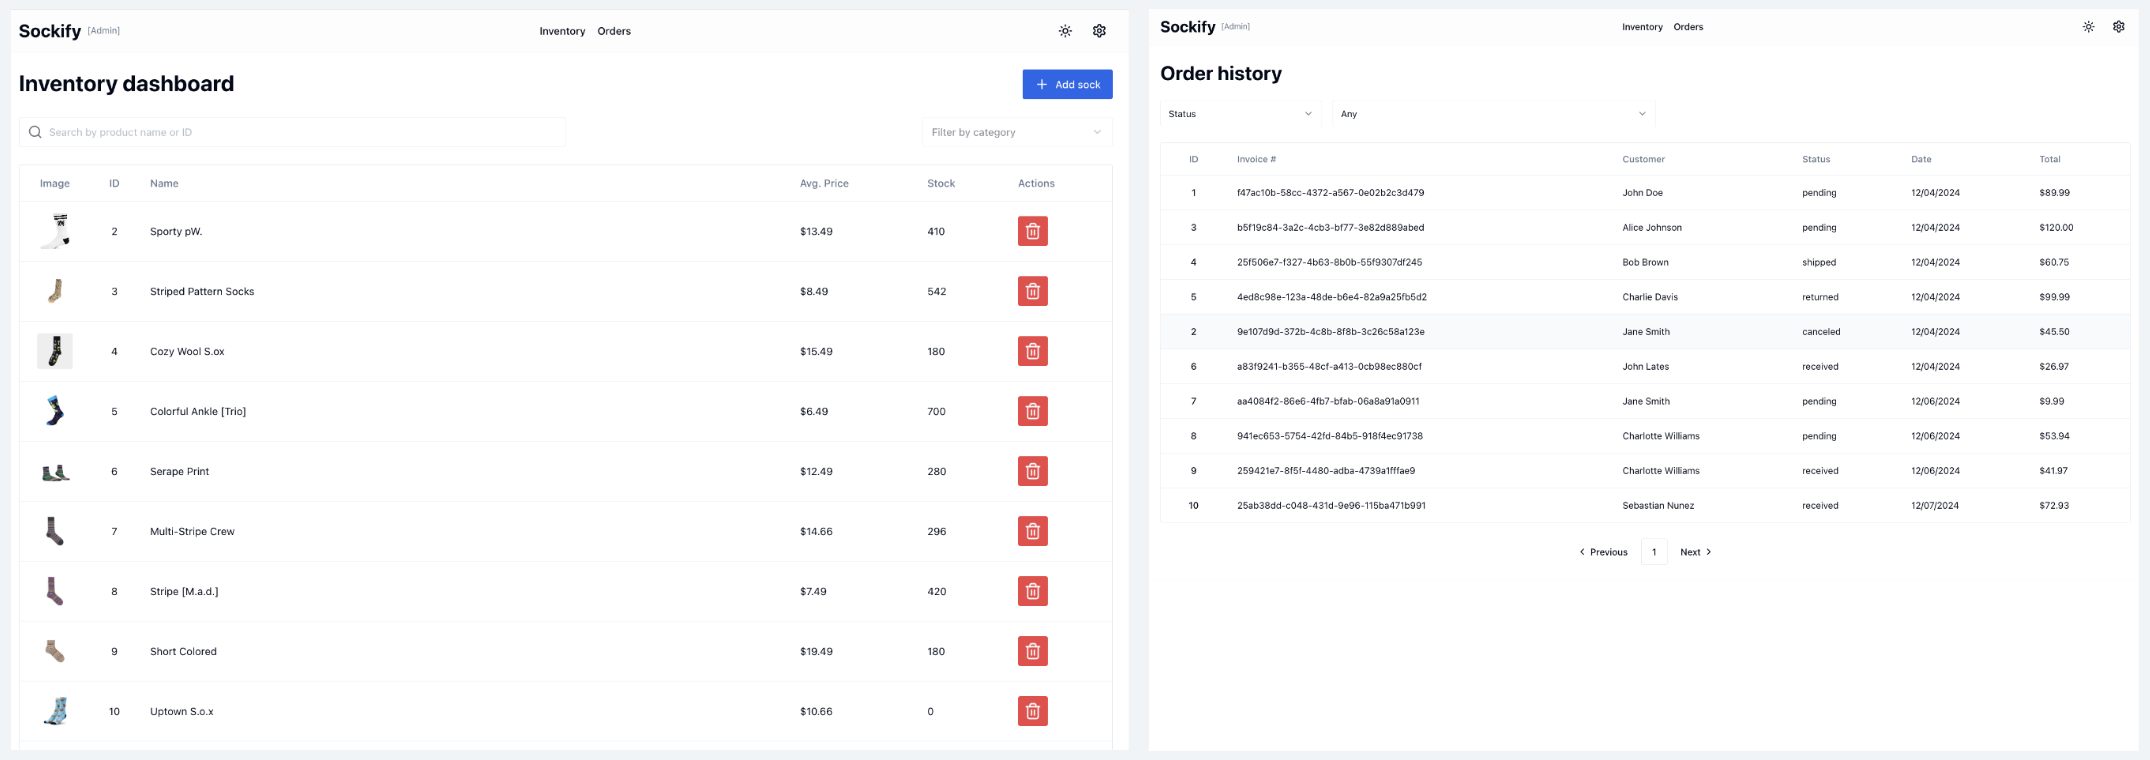 Sockify [Admin] Inventory Orders
Inventory dashboard
+ Add sock
Search by product name or ID Filter by category
Image ID Name Avg. Price Stock Actions
2 Sporty pW. $13.49 410
3 Striped Pattern Socks $8.49 542
4 Cozy Wool S.ox $15.49 180
5 Colorful Ankle [Trio] $6.49 700
6 Serape Print $12.49 280
7 Multi-Stripe Crew $14.66 296
8 Stripe [M.a.d.] $7.49 420
9 Short Colored $19.49 180
10 Uptown S.o.x $10.66 0
Sockify [Admin] Inventory Orders
Order history
Status Any
ID Invoice # Customer Status Date Total
1 f47ac10b-58cc-4372-a567-0e02b2c3d479 John Doe pending 12/04/2024 $89.99
3 b5f19c84-3a2c-4cb3-bf77-3e82d889abed Alice Johnson pending 12/04/2024 $120.00
4 25f506e7-f327-4b63-8b0b-55f9307df245 Bob Brown shipped 12/04/2024 $60.75
5 4ed8c98e-123a-48de-b6e4-82a9a25fb5d2 Charlie Davis returned 12/04/2024 $99.99
2 9e107d9d-372b-4c8b-8f8b-3c26c58a123e Jane Smith canceled 12/04/2024 $45.50
6 a83f9241-b355-48cf-a413-0cb98ec880cf John Lates received 12/04/2024 $26.97
7 aa4084f2-86e6-4fb7-bfab-06a8a91a0911 Jane Smith pending 12/06/2024 $9.99
8 941ec653-5754-42fd-84b5-918f4ec91738 Charlotte Williams pending 12/06/2024 $53.94
9 259421e7-8f5f-4480-adba-4739a1fffae9 Charlotte Williams received 12/06/2024 $41.97
10 25ab38dd-c048-431d-9e96-115ba471b991 Sebastian Nunez received 12/07/2024 $72.93
Previous 1 Next